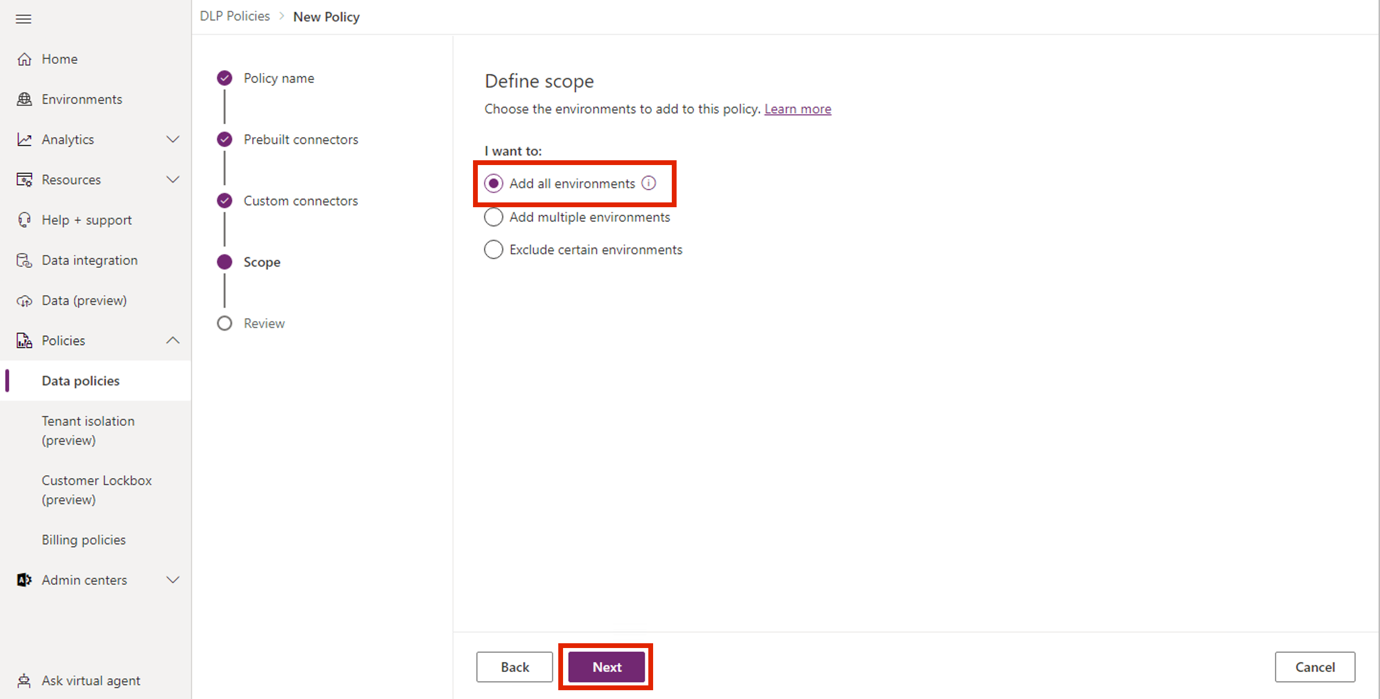 DLP Policies > New Policy
Home
Environments
Analytics
Resources
Help + support
Data integration
Data (preview)
Policies
Data policies
Tenant isolation
(preview)
Customer Lockbox
(preview)
Billing policies
Admin centers
Ask virtual agent
Policy name
Prebuilt connectors
Custom connectors
Scope
Review
Define scope
Choose the environments to add to this policy. Learn more
I want to:
Add all environments
Add multiple environments
Exclude certain environments
Back
Next
Cancel